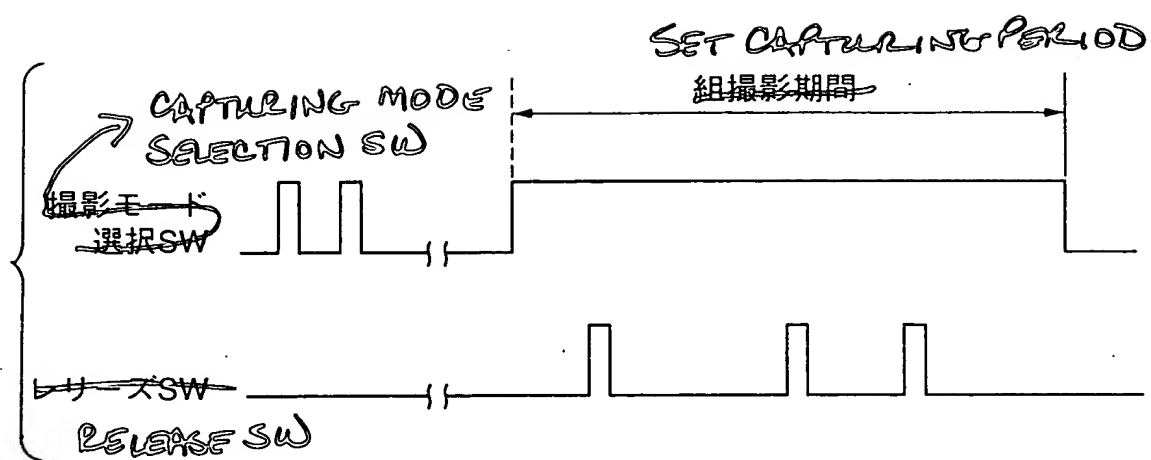 SET CAPTURING PERIOD
組撮影期間
CAPTURING MODE
SELECTION SW
撮影モード
選択SW
レリーズSW
RELEASE SW